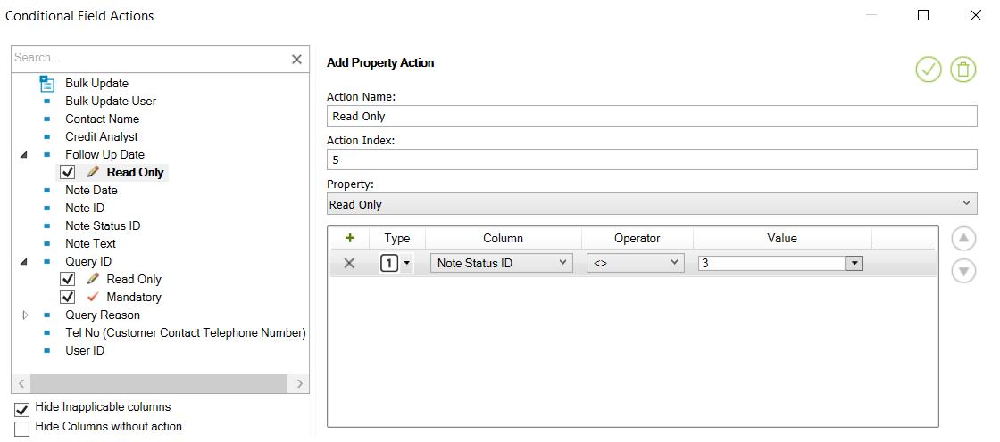 Conditional Field Actions
Search...
Bulk Update
Bulk Update User
Contact Name
Credit Analyst
Follow Up Date
Read Only
Note Date
Note ID
Note Status ID
Note Text
Query ID
Read Only
Mandatory
Query Reason
Tel No (Customer Contact Telephone Number)
User ID
Hide Inapplicable columns
Hide Columns without action
Add Property Action
Action Name:
Read Only
Action Index:
5
Property:
Read Only
Type Column Operator Value
1 Note Status ID <> 3